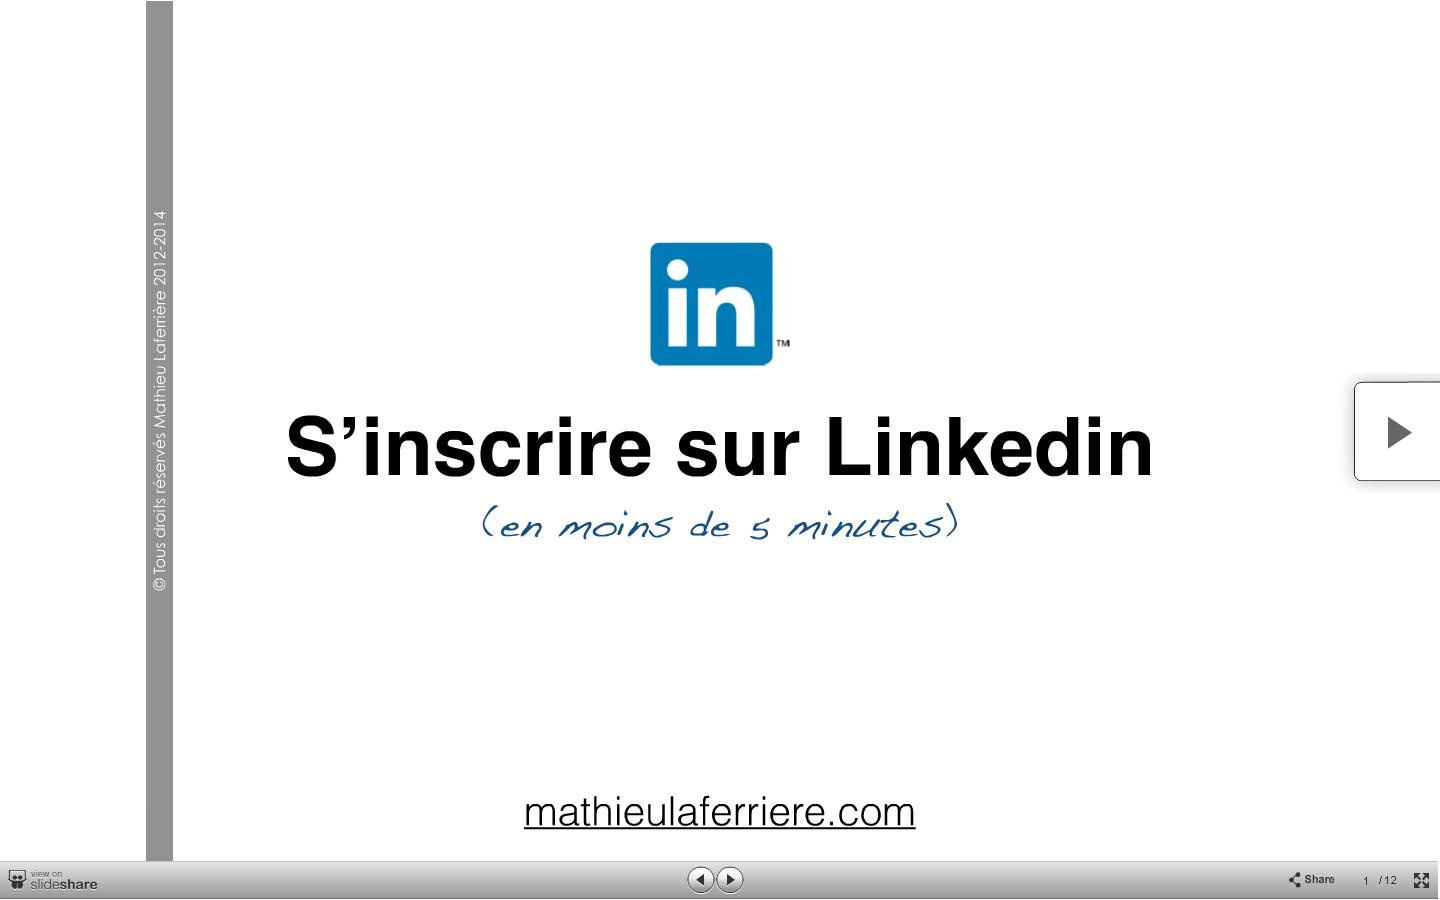 © Tous droits réservés Mathieu Laferrière 2012-2014
in
TM
S’inscrire sur Linkedin
(en moins de 5 minutes)
mathieulaferriere.com
view on
slideshare
Share
1 /12